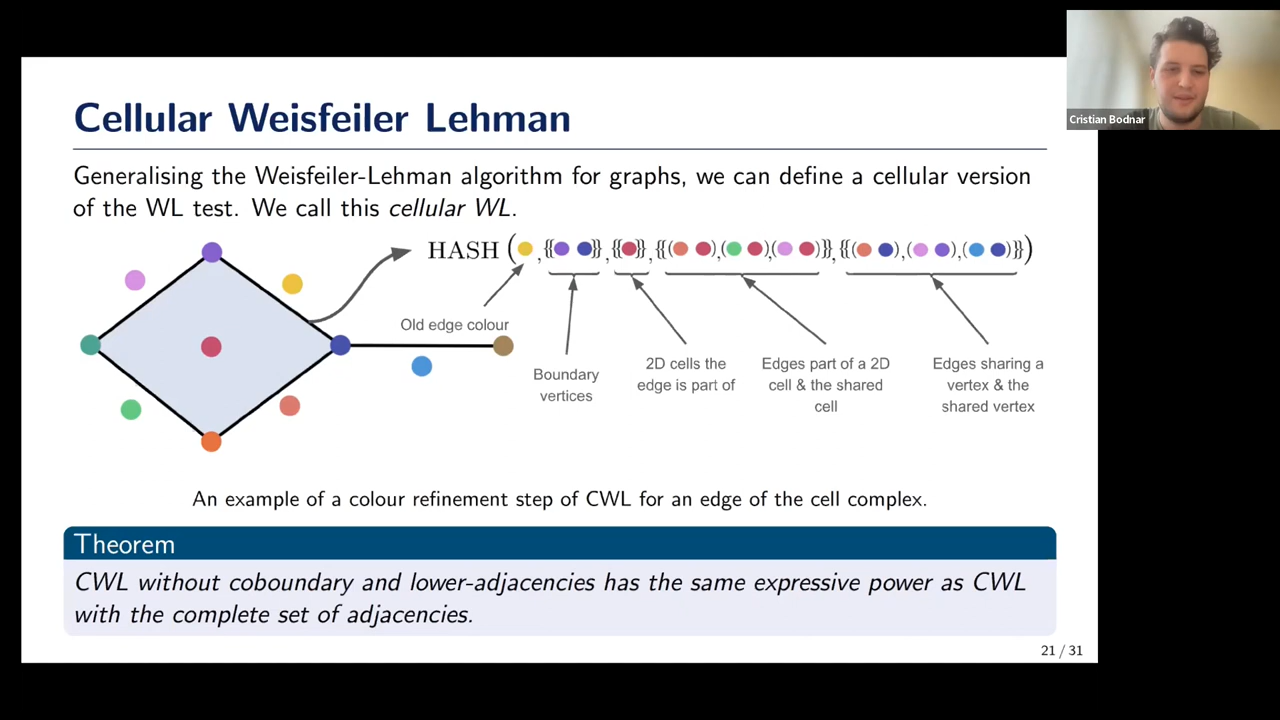 Cristian Bodnar
Cellular Weisfeiler Lehman
Generalising the Weisfeiler-Lehman algorithm for graphs, we can define a cellular version
of the WL test. We call this cellular WL.
HASH ( , {{ }} , {{ }} , {{( ),( ),( )}} , {{( ),( ),( )}} )
Old edge colour
Boundary
vertices
2D cells the
edge is part of
Edges part of a 2D
cell & the shared
cell
Edges sharing a
vertex & the
shared vertex
An example of a colour refinement step of CWL for an edge of the cell complex.
Theorem
CWL without coboundary and lower-adjacencies has the same expressive power as CWL
with the complete set of adjacencies.
21 / 31